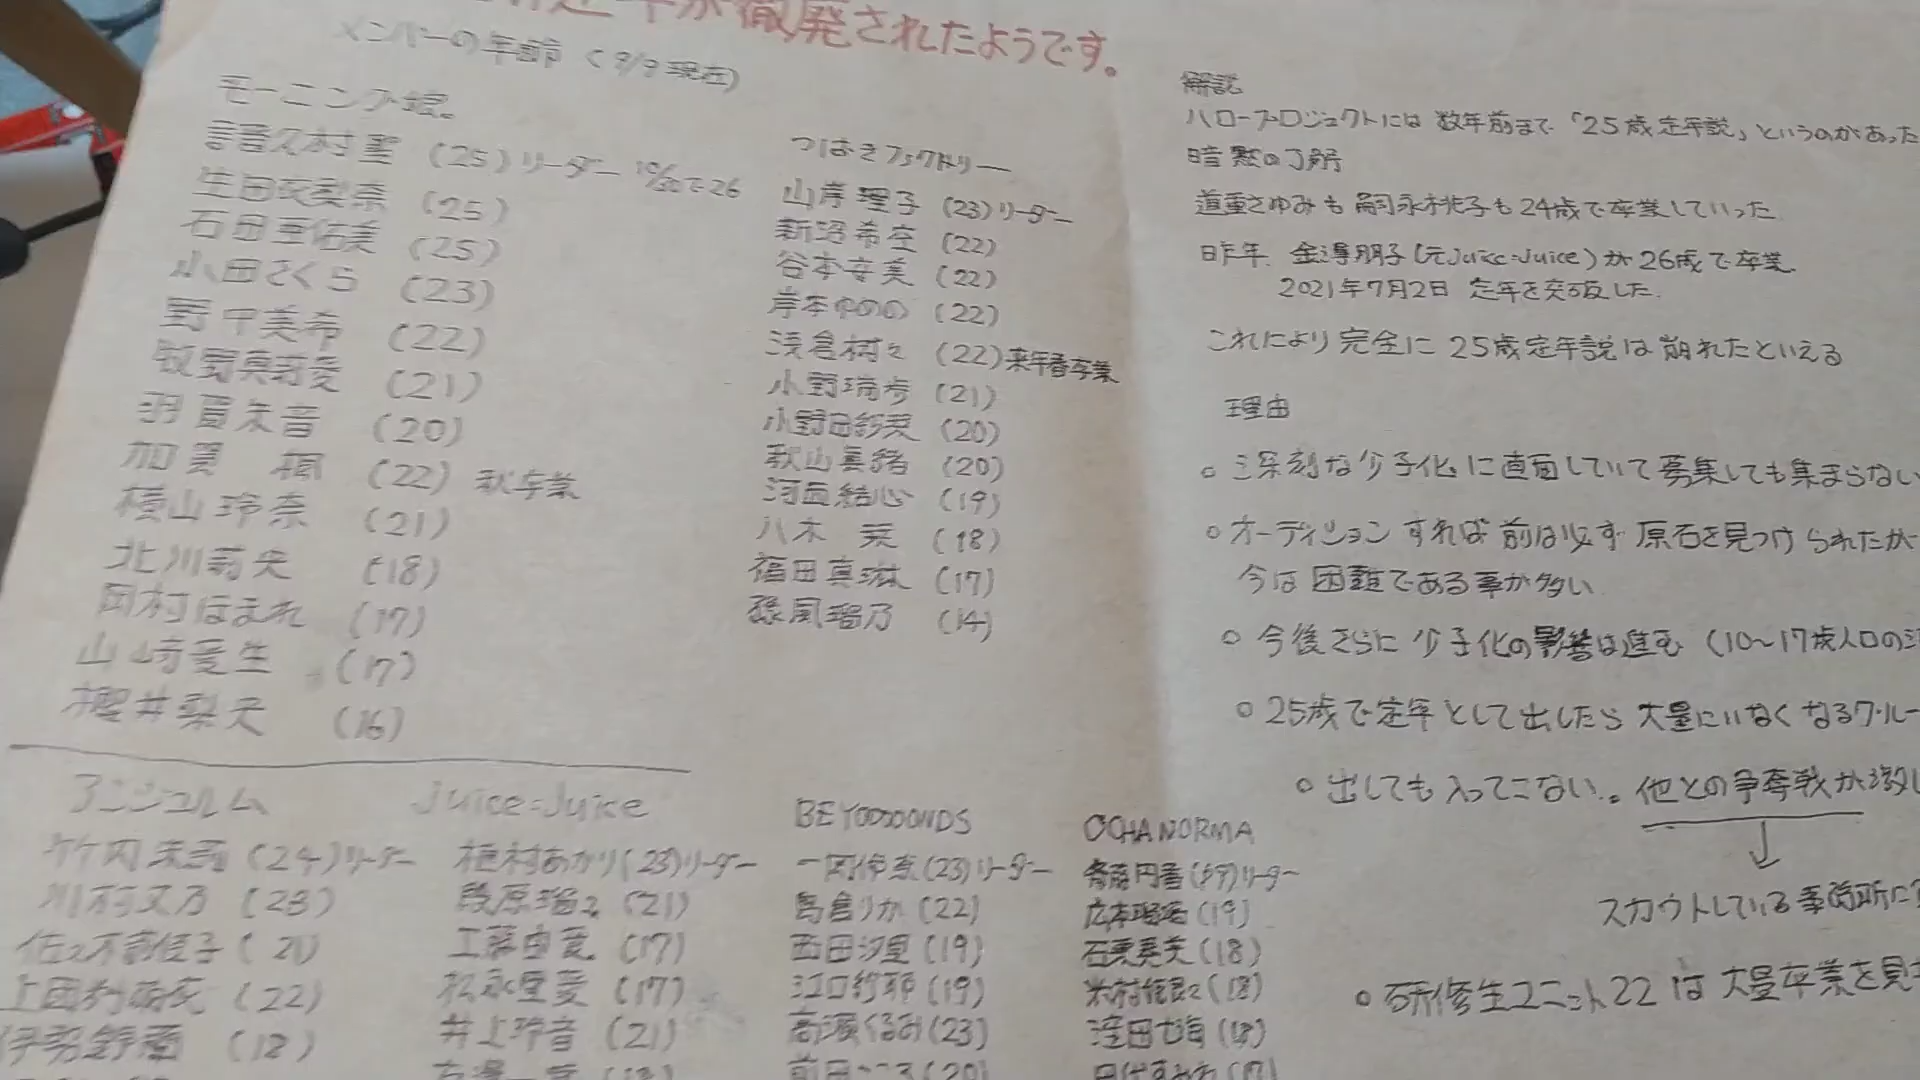 が徹発されたようです。
メンバーの年齢 (9/9 現在)
モーニング娘。
譜久村聖 (25) リーダー 10/30で26
生田衣梨奈 (25)
石田亜佑美 (25)
小田さくら (23)
野中美希 (22)
牧野真莉愛 (21)
羽賀朱音 (20)
加賀 楓 (22) 秋卒業
横山玲奈 (21)
北川莉央 (18)
岡村ほまれ (17)
山﨑愛生 (17)
櫻井梨央 (16)
つばきファクトリー
山岸理子 (23) リーダー
新沼希空 (22)
谷本安美 (22)
岸本ゆめの (22)
浅倉樹々 (22) 来年春卒業
小野瑞歩 (21)
小野田紗栞 (20)
秋山眞緒 (20)
河西結心 (19)
八木 栞 (18)
福田真琳 (17)
豫風瑠乃 (14)
アンジュルム
竹内朱莉 (24) リーダー
川村文乃 (23)
佐々木莉佳子 (21)
上國料萌衣 (22)
伊勢鈴蘭 (18)
Juice=Juice
植村あかり (23) リーダー
段原瑠々 (21)
工藤由愛 (17)
松永里愛 (17)
井上玲音 (21)
BEYOOOOONDS
一岡伶奈 (23) リーダー
島倉りか (22)
西田汐里 (19)
江口紗耶 (19)
高瀬くるみ (23)
前田こころ (20)
OCHA NORMA
斉藤円香 リーダー
広本瑠璃 (19)
石栗奏美 (18)
米村姫良々 (18)
窪田七海 (18)
田代すみれ (17)
解説
ハロープロジェクトには 数年前まで「25歳定年説」というのがあった
暗黙の了解
道重さゆみも 嗣永桃子も 24歳で卒業していった
昨年、金澤朋子 (元Juice=Juice) が 26歳で卒業
2021年7月2日 定年を突破した.
これにより 完全に 25歳定年説は 崩れたといえる
理由
○ 深刻な少子化に直面していて 募集しても集まらない
○ オーディションすれば 前は必ず 原石を見つけられたが
今は 困難である事が多い
○ 今後さらに 少子化の影響は進む (10〜17歳人口の
○ 25歳で定年として出したら 大量にいなくなるグルー
○ 出しても入ってこない。他との争奪戦が激し
↓
スカウトしている事務所に
○ 研修生ユニット22は 大量卒業を見